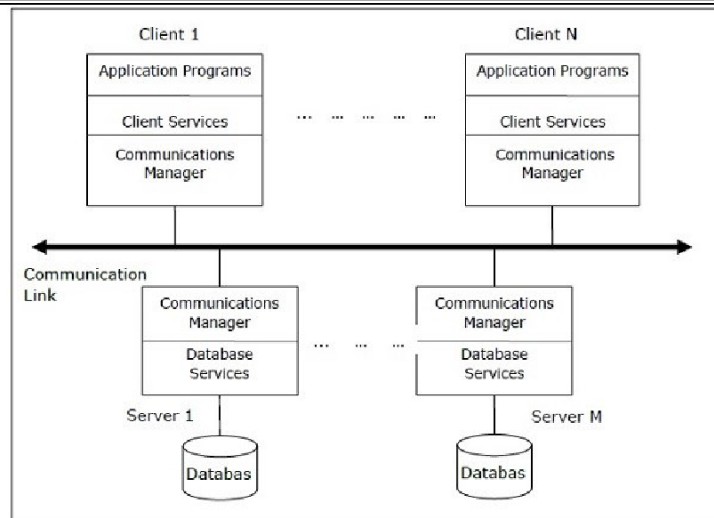 Client 1
Client N
Application Programs
Application Programs
Client Services
... ... ... ... ...
Client Services
Communications
Manager
Communications
Manager
Communication
Link
Communications
Manager
Communications
Manager
... ... ...
Database
Services
Database
Services
Server 1
Server M
Databas
Databas